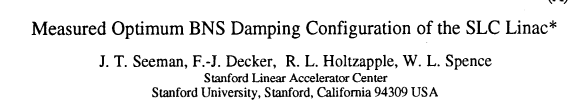 Measured Optimum BNS Damping Configuration of the SLC Linac*
J. T. Seeman, F.-J. Decker, R. L. Holtzapple, W. L. Spence
Stanford Linear Accelerator Center
Stanford University, Stanford, California 94309 USA